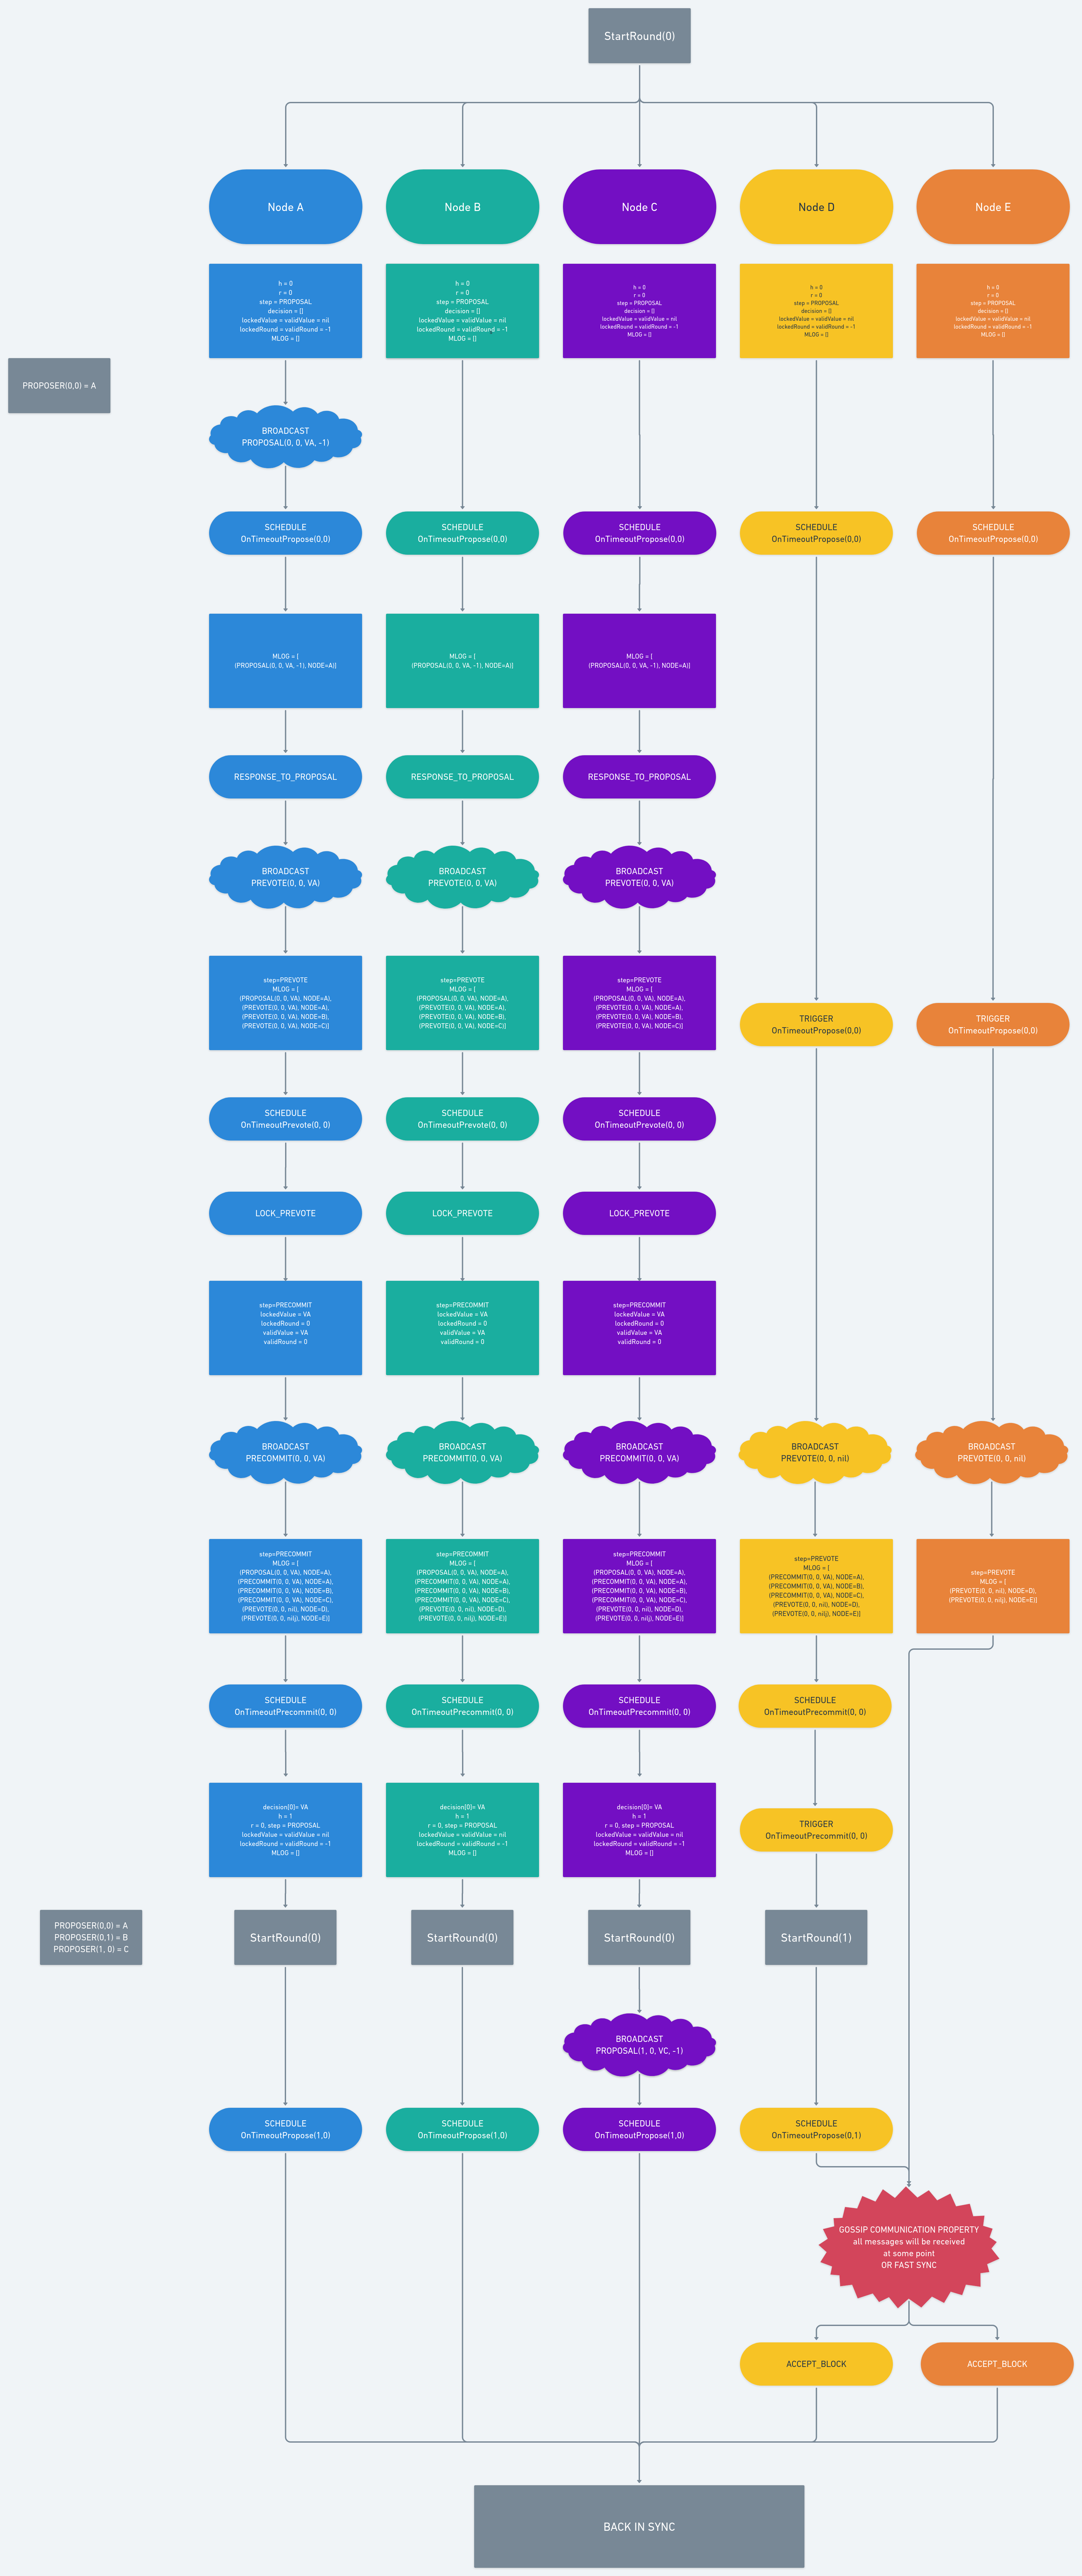 StartRound(0)
Node A
Node B
Node C
Node D
Node E
h = 0
r = 0
step = PROPOSAL
decision = []
lockedValue = validValue = nil
lockedRound = validRound = -1
MLOG = []
h = 0
r = 0
step = PROPOSAL
decision = []
lockedValue = validValue = nil
lockedRound = validRound = -1
MLOG = []
h = 0
r = 0
step = PROPOSAL
decision = []
lockedValue = validValue = nil
lockedRound = validRound = -1
MLOG = []
h = 0
r = 0
step = PROPOSAL
decision = []
lockedValue = validValue = nil
lockedRound = validRound = -1
MLOG = []
h = 0
r = 0
step = PROPOSAL
decision = []
lockedValue = validValue = nil
lockedRound = validRound = -1
MLOG = []
PROPOSER(0,0) = A
BROADCAST
PROPOSAL(0, 0, VA, -1)
SCHEDULE
OnTimeoutPropose(0,0)
SCHEDULE
OnTimeoutPropose(0,0)
SCHEDULE
OnTimeoutPropose(0,0)
SCHEDULE
OnTimeoutPropose(0,0)
SCHEDULE
OnTimeoutPropose(0,0)
MLOG = [
(PROPOSAL(0, 0, VA, -1), NODE=A)]
MLOG = [
(PROPOSAL(0, 0, VA, -1), NODE=A)]
MLOG = [
(PROPOSAL(0, 0, VA, -1), NODE=A)]
RESPONSE_TO_PROPOSAL
RESPONSE_TO_PROPOSAL
RESPONSE_TO_PROPOSAL
BROADCAST
PREVOTE(0, 0, VA)
BROADCAST
PREVOTE(0, 0, VA)
BROADCAST
PREVOTE(0, 0, VA)
step=PREVOTE
MLOG = [
(PROPOSAL(0, 0, VA), NODE=A),
(PREVOTE(0, 0, VA), NODE=A),
(PREVOTE(0, 0, VA), NODE=B),
(PREVOTE(0, 0, VA), NODE=C)]
step=PREVOTE
MLOG = [
(PROPOSAL(0, 0, VA), NODE=A),
(PREVOTE(0, 0, VA), NODE=A),
(PREVOTE(0, 0, VA), NODE=B),
(PREVOTE(0, 0, VA), NODE=C)]
step=PREVOTE
MLOG = [
(PROPOSAL(0, 0, VA), NODE=A),
(PREVOTE(0, 0, VA), NODE=A),
(PREVOTE(0, 0, VA), NODE=B),
(PREVOTE(0, 0, VA), NODE=C)]
TRIGGER
OnTimeoutPropose(0,0)
TRIGGER
OnTimeoutPropose(0,0)
SCHEDULE
OnTimeoutPrevote(0, 0)
SCHEDULE
OnTimeoutPrevote(0, 0)
SCHEDULE
OnTimeoutPrevote(0, 0)
LOCK_PREVOTE
LOCK_PREVOTE
LOCK_PREVOTE
step=PRECOMMIT
lockedValue = VA
lockedRound = 0
validValue = VA
validRound = 0
step=PRECOMMIT
lockedValue = VA
lockedRound = 0
validValue = VA
validRound = 0
step=PRECOMMIT
lockedValue = VA
lockedRound = 0
validValue = VA
validRound = 0
BROADCAST
PRECOMMIT(0, 0, VA)
BROADCAST
PRECOMMIT(0, 0, VA)
BROADCAST
PRECOMMIT(0, 0, VA)
BROADCAST
PREVOTE(0, 0, nil)
BROADCAST
PREVOTE(0, 0, nil)
step=PRECOMMIT
MLOG = [
(PROPOSAL(0, 0, VA), NODE=A),
(PRECOMMIT(0, 0, VA), NODE=A),
(PRECOMMIT(0, 0, VA), NODE=B),
(PRECOMMIT(0, 0, VA), NODE=C),
(PREVOTE(0, 0, nil), NODE=D),
(PREVOTE(0, 0, nilj), NODE=E)]
step=PRECOMMIT
MLOG = [
(PROPOSAL(0, 0, VA), NODE=A),
(PRECOMMIT(0, 0, VA), NODE=A),
(PRECOMMIT(0, 0, VA), NODE=B),
(PRECOMMIT(0, 0, VA), NODE=C),
(PREVOTE(0, 0, nil), NODE=D),
(PREVOTE(0, 0, nilj), NODE=E)]
step=PRECOMMIT
MLOG = [
(PROPOSAL(0, 0, VA), NODE=A),
(PRECOMMIT(0, 0, VA), NODE=A),
(PRECOMMIT(0, 0, VA), NODE=B),
(PRECOMMIT(0, 0, VA), NODE=C),
(PREVOTE(0, 0, nil), NODE=D),
(PREVOTE(0, 0, nilj), NODE=E)]
step=PREVOTE
MLOG = [
(PRECOMMIT(0, 0, VA), NODE=A),
(PRECOMMIT(0, 0, VA), NODE=B),
(PRECOMMIT(0, 0, VA), NODE=C),
(PREVOTE(0, 0, nil), NODE=D),
(PREVOTE(0, 0, nilj), NODE=E)]
step=PREVOTE
MLOG = [
(PREVOTE(0, 0, nil), NODE=D),
(PREVOTE(0, 0, nilj), NODE=E)]
SCHEDULE
OnTimeoutPrecommit(0, 0)
SCHEDULE
OnTimeoutPrecommit(0, 0)
SCHEDULE
OnTimeoutPrecommit(0, 0)
SCHEDULE
OnTimeoutPrecommit(0, 0)
decision[0]= VA
h = 1
r = 0, step = PROPOSAL
lockedValue = validValue = nil
lockedRound = validRound = -1
MLOG = []
decision[0]= VA
h = 1
r = 0, step = PROPOSAL
lockedValue = validValue = nil
lockedRound = validRound = -1
MLOG = []
decision[0]= VA
h = 1
r = 0, step = PROPOSAL
lockedValue = validValue = nil
lockedRound = validRound = -1
MLOG = []
TRIGGER
OnTimeoutPrecommit(0, 0)
PROPOSER(0,0) = A
PROPOSER(0,1) = B
PROPOSER(1, 0) = C
StartRound(0)
StartRound(0)
StartRound(0)
StartRound(1)
BROADCAST
PROPOSAL(1, 0, VC, -1)
SCHEDULE
OnTimeoutPropose(1,0)
SCHEDULE
OnTimeoutPropose(1,0)
SCHEDULE
OnTimeoutPropose(1,0)
SCHEDULE
OnTimeoutPropose(0,1)
GOSSIP COMMUNICATION PROPERTY
all messages will be received
at some point
OR FAST SYNC
ACCEPT_BLOCK
ACCEPT_BLOCK
BACK IN SYNC